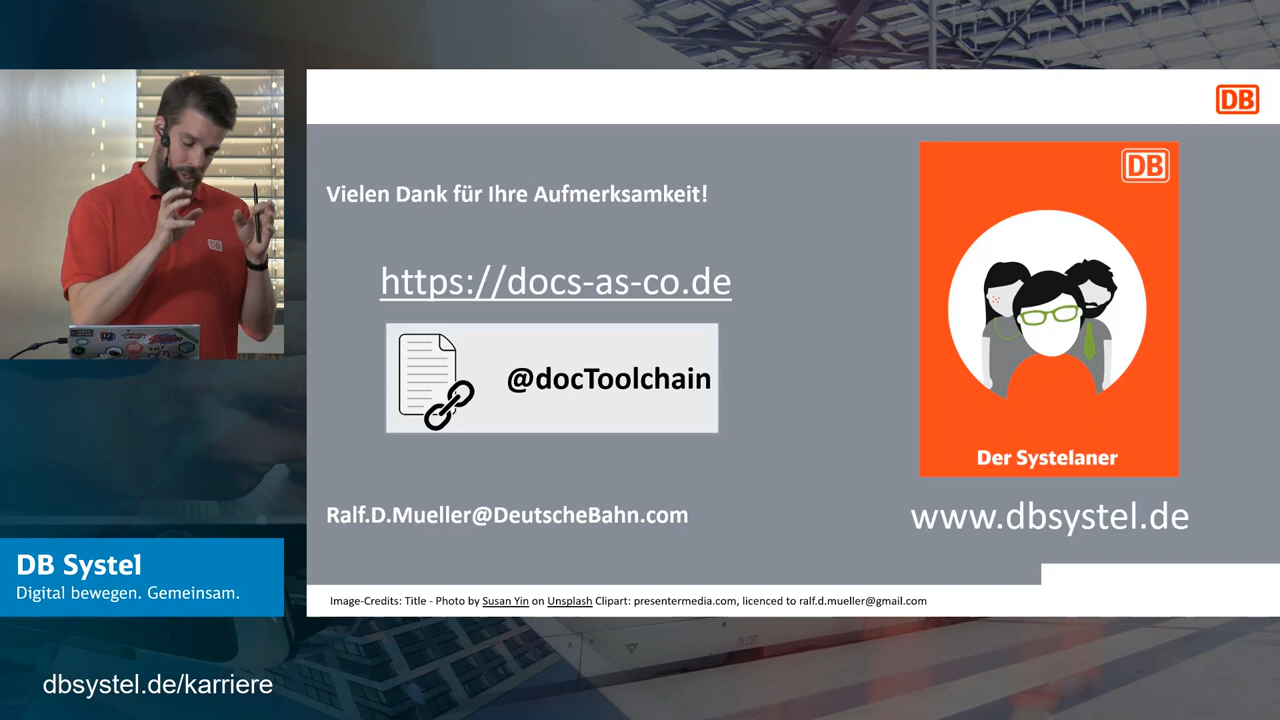 DB
DB
Vielen Dank für Ihre Aufmerksamkeit!
https://docs-as-co.de
@docToolchain
DB
Der Systelaner
Ralf.D.Mueller@DeutscheBahn.com
www.dbsystel.de
DB Systel
Digital bewegen. Gemeinsam.
Image-Credits: Title - Photo by Susan Yin on Unsplash Clipart: presentermedia.com, licenced to ralf.d.mueller@gmail.com
dbsystel.de/karriere